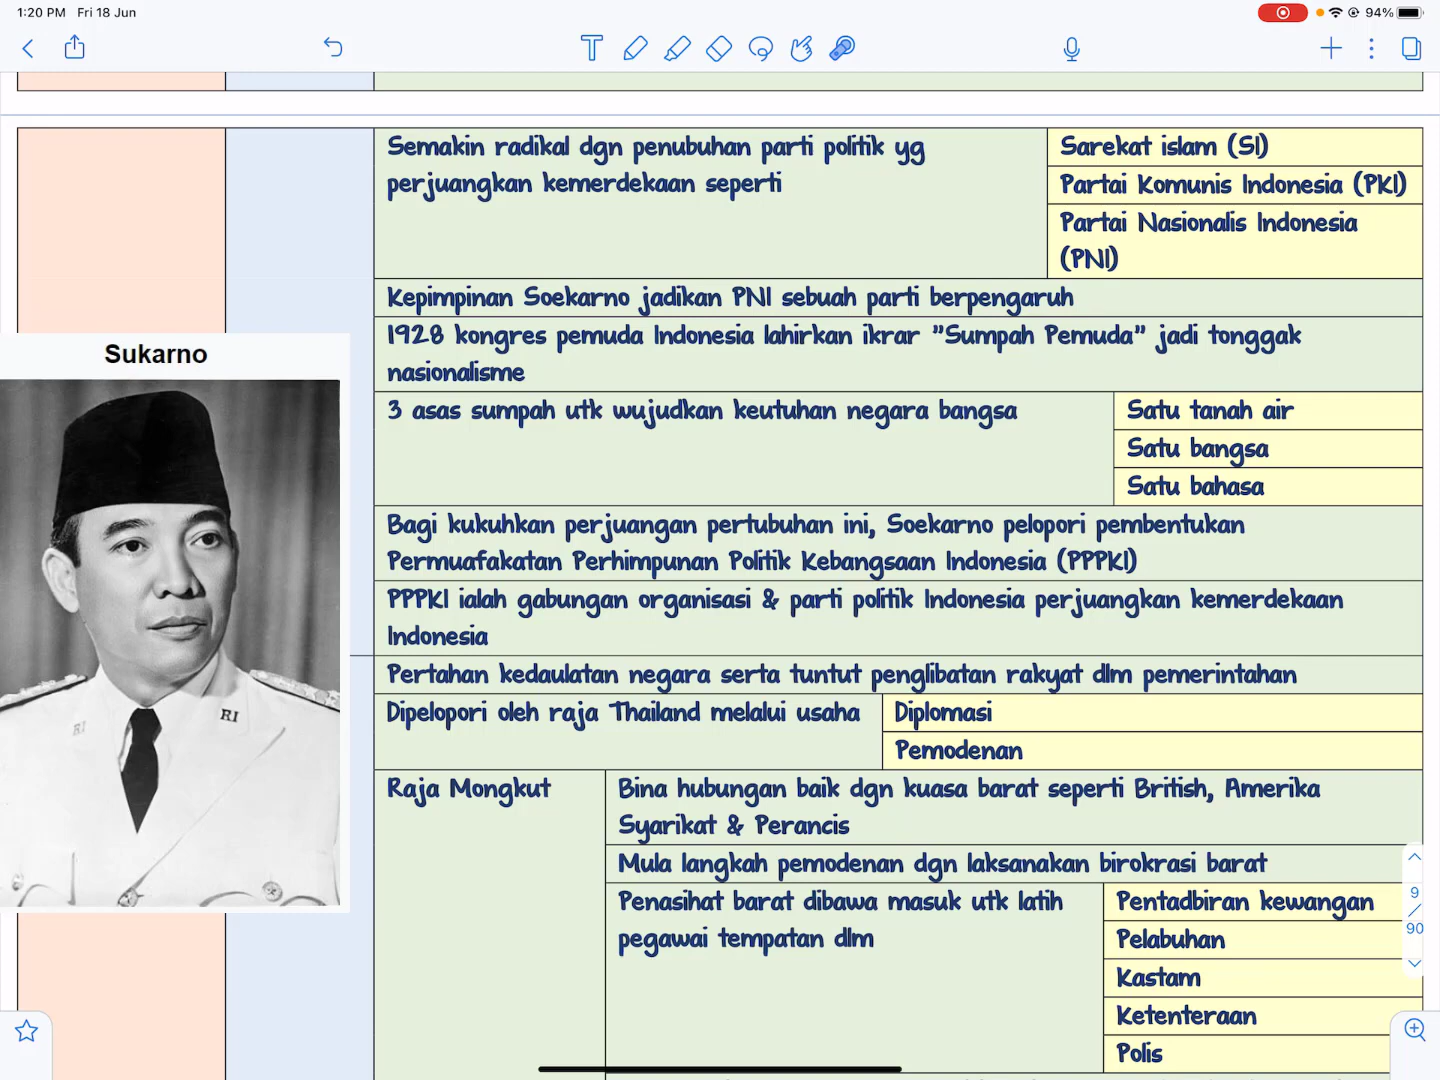 1:20 PM Fri 18 Jun
94%
Semakin radikal dgn penubuhan parti politik yg
perjuangkan kemerdekaan seperti
Sarekat islam (SI)
Partai Komunis Indonesia (PKI)
Partai Nasionalis Indonesia
(PNI)
Kepimpinan Soekarno jadikan PNI sebuah parti berpengaruh
1928 kongres pemuda Indonesia lahirkan ikrar "Sumpah Pemuda" jadi tonggak
nasionalisme
Sukarno
RI
RI
3 asas sumpah utk wujudkan keutuhan negara bangsa
Satu tanah air
Satu bangsa
Satu bahasa
Bagi kukuhkan perjuangan pertubuhan ini, Soekarno pelopori pembentukan
Permuafakatan Perhimpunan Politik Kebangsaan Indonesia (PPPKI)
PPPKI ialah gabungan organisasi & parti politik Indonesia perjuangkan kemerdekaan
Indonesia
Pertahan kedaulatan negara serta tuntut penglibatan rakyat dlm pemerintahan
Dipelopori oleh raja Thailand melalui usaha
Diplomasi
Pemodenan
Raja Mongkut
Bina hubungan baik dgn kuasa barat seperti British, Amerika
Syarikat & Perancis
Mula langkah pemodenan dgn laksanakan birokrasi barat
Penasihat barat dibawa masuk utk latih
pegawai tempatan dlm
Pentadbiran kewangan
Pelabuhan
Kastam
Ketenteraan
Polis
9
/
90